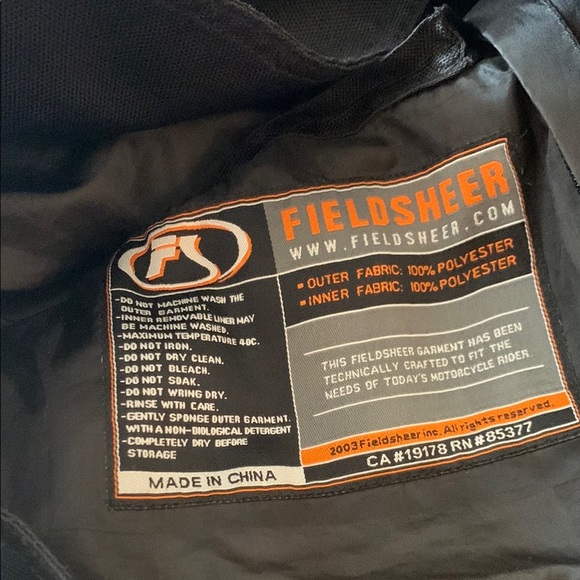 FS
FIELDSHEER
WWW.FIELDSHEER.COM
- OUTER FABRIC: 100% POLYESTER
- INNER FABRIC: 100% POLYESTER
-DO NOT MACHINE WASH THE
OUTER GARMENT.
-INNER REMOVABLE LINER MAY
BE MACHINE WASHED.
-MAXIMUM TEMPERATURE 40C.
-DO NOT IRON.
-DO NOT DRY CLEAN.
-DO NOT BLEACH.
-DO NOT SOAK.
-DO NOT WRING DRY.
-RINSE WITH CARE.
-GENTLY SPONGE OUTER GARMENT.
WITH A NON-BIOLOGICAL DETERGENT
-COMPLETELY DRY BEFORE
STORAGE
MADE IN CHINA
THIS FIELDSHEER GARMENT HAS BEEN
TECHNICALLY CRAFTED TO FIT THE
NEEDS OF TODAY'S MOTORCYCLE RIDER.
2003 Fieldsheer inc. All rights reserved.
CA#19178 RN#85377